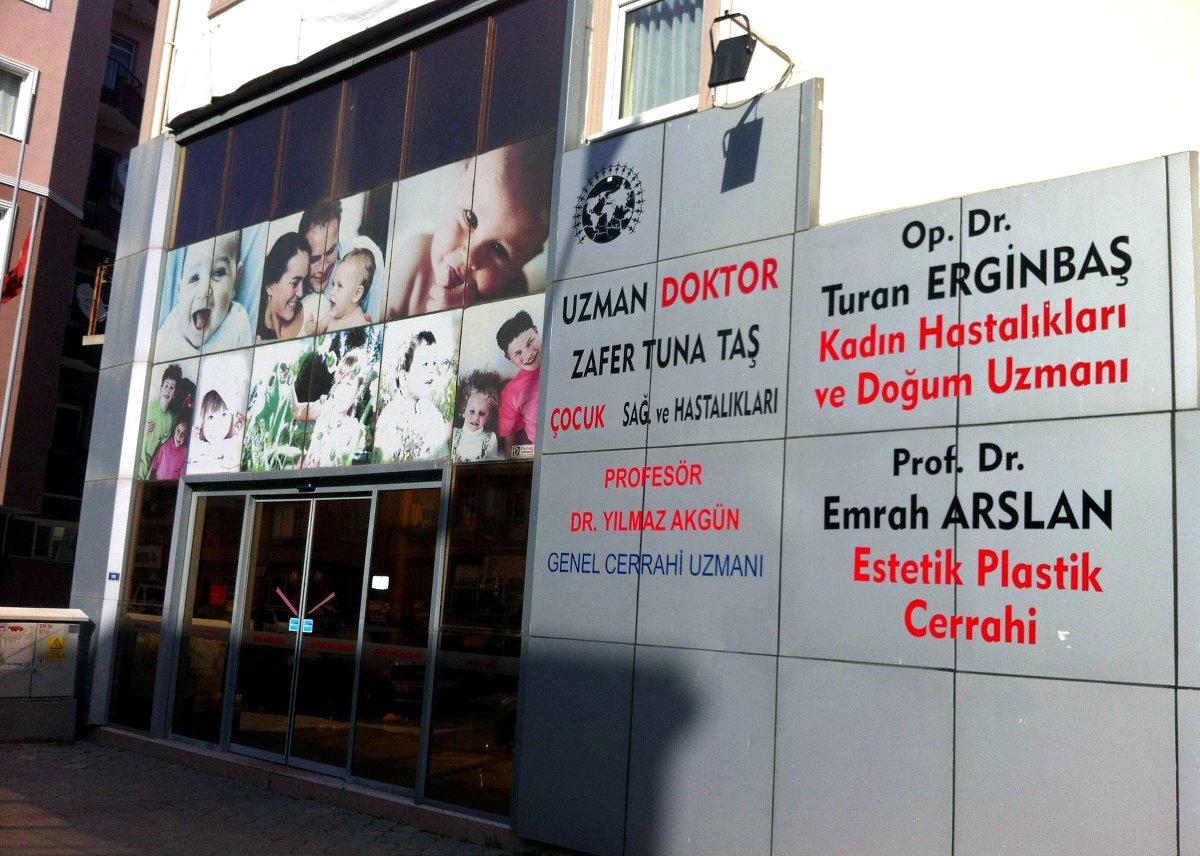 UZMAN DOKTOR
ZAFER TUNA TAŞ
ÇOCUK SAĞ. ve HASTALIKLARI
PROFESÖR
DR. YILMAZ AKGÜN
GENEL CERRAHİ UZMANI
Op. Dr.
Turan ERGİNBAŞ
Kadın Hastalıkları
ve Doğum Uzmanı
Prof. Dr.
Emrah ARSLAN
Estetik Plastik
Cerrahi